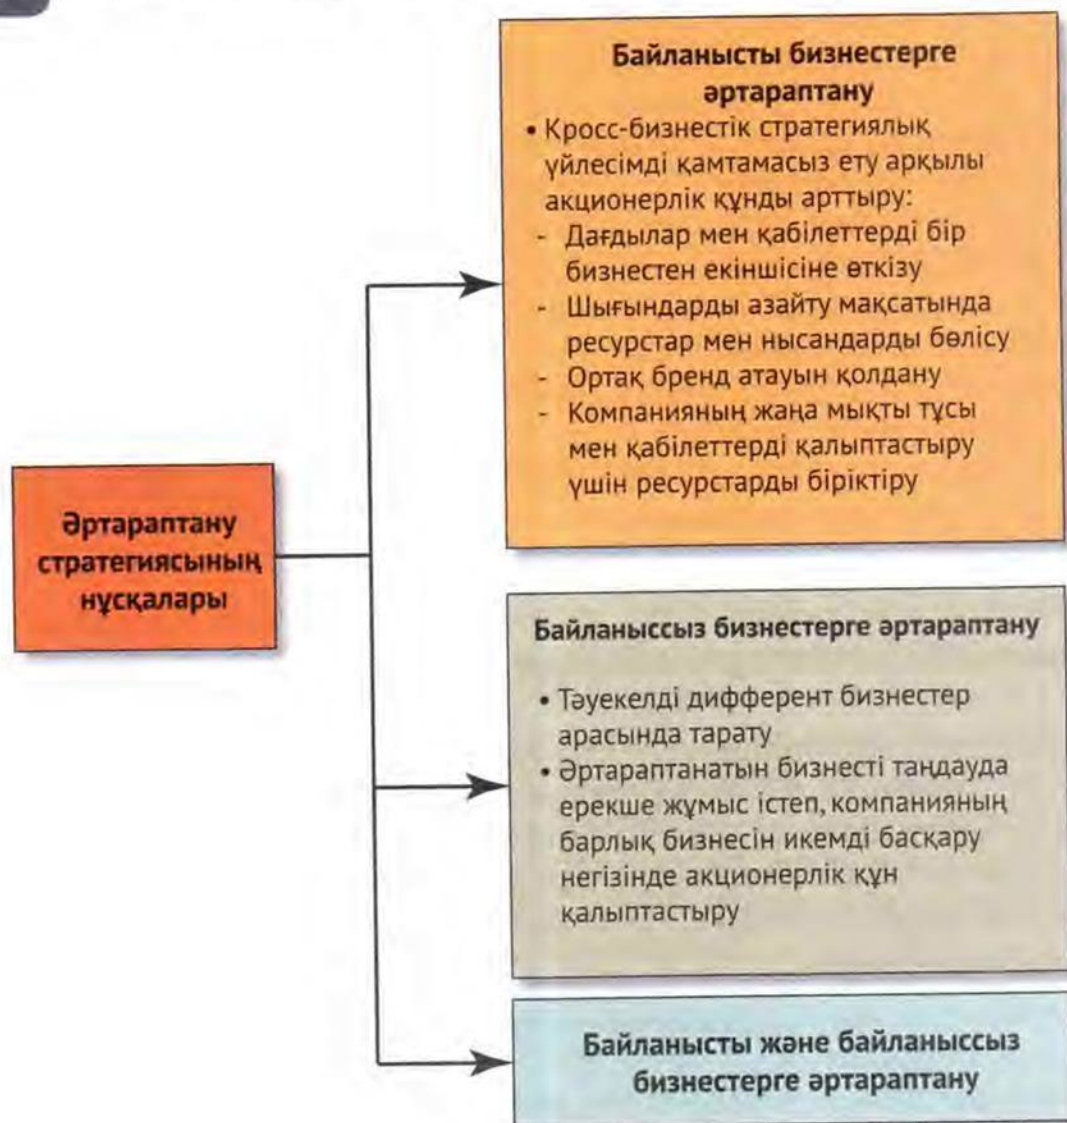 Байланысты бизнестерге
әртараптану
• Кросс-бизнестік стратегиялық
үйлесімді қамтамасыз ету арқылы
акционерлік құнды арттыру:
- Дағдылар мен қабілеттерді бір
бизнестен екіншісіне өткізу
- Шығындарды азайту мақсатында
ресурстар мен нысандарды бөлісу
- Ортақ бренд атауын қолдану
- Компанияның жаңа мықты тұсы
мен қабілеттерді қалыптастыру
үшін ресурстарды біріктіру
Әртараптану
стратегиясының
нұсқалары
Байланыссыз бизнестерге әртараптану
• Тәуекелді дифферент бизнестер
арасында тарату
• Әртараптанатын бизнесті таңдауда
ерекше жұмыс істеп, компанияның
барлық бизнесін икемді басқару
негізінде акционерлік құн
қалыптастыру
Байланысты және байланыссыз
бизнестерге әртараптану